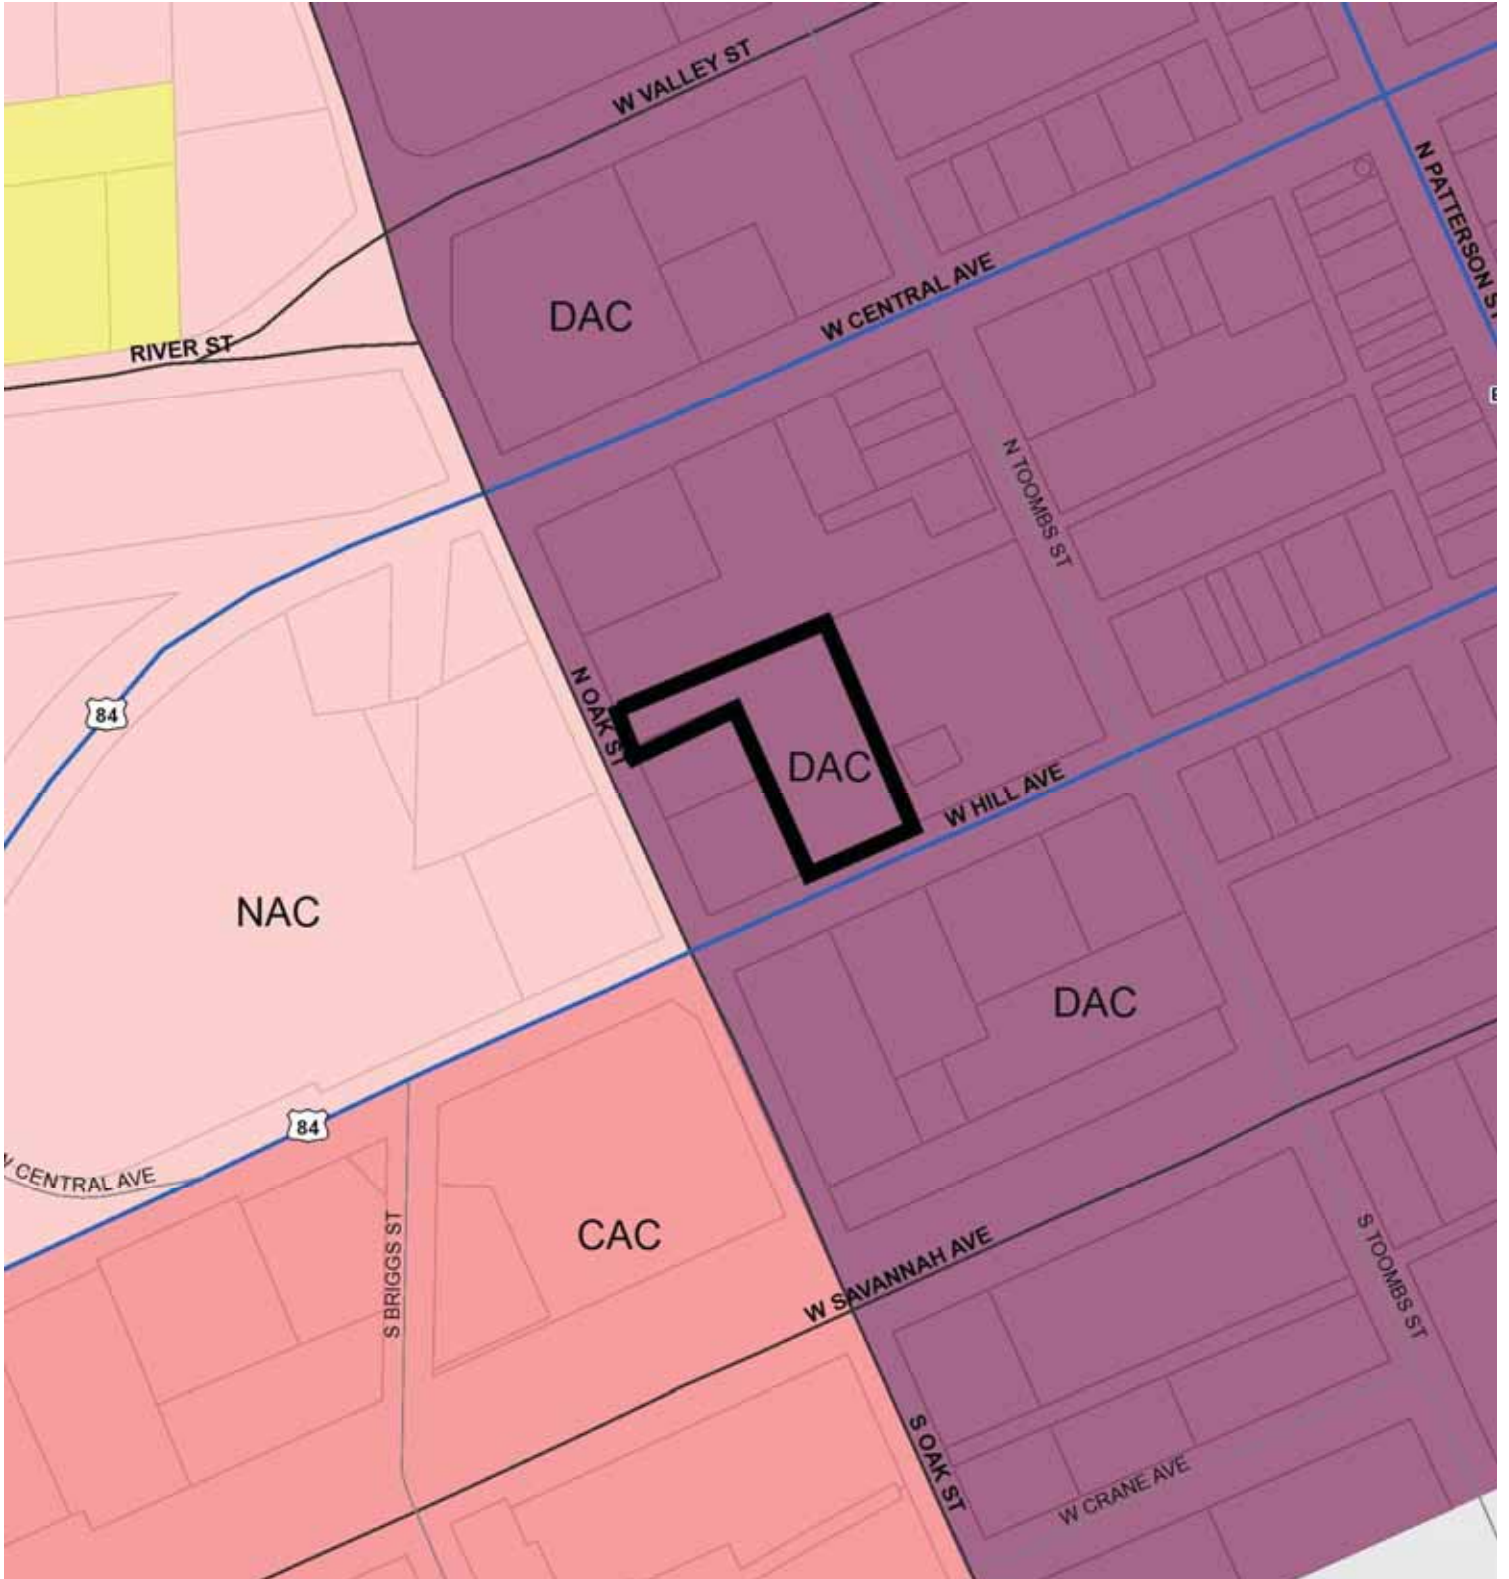 W VALLEY ST
N PATTERSON ST
W CENTRAL AVE
DAC
RIVER ST
N TOOMBS ST
84
N OAK ST
DAC
W HILL AVE
NAC
DAC
84
W CENTRAL AVE
S BRIGGS ST
CAC
W SAVANNAH AVE
S TOOMBS ST
S OAK ST
W CRANE AVE